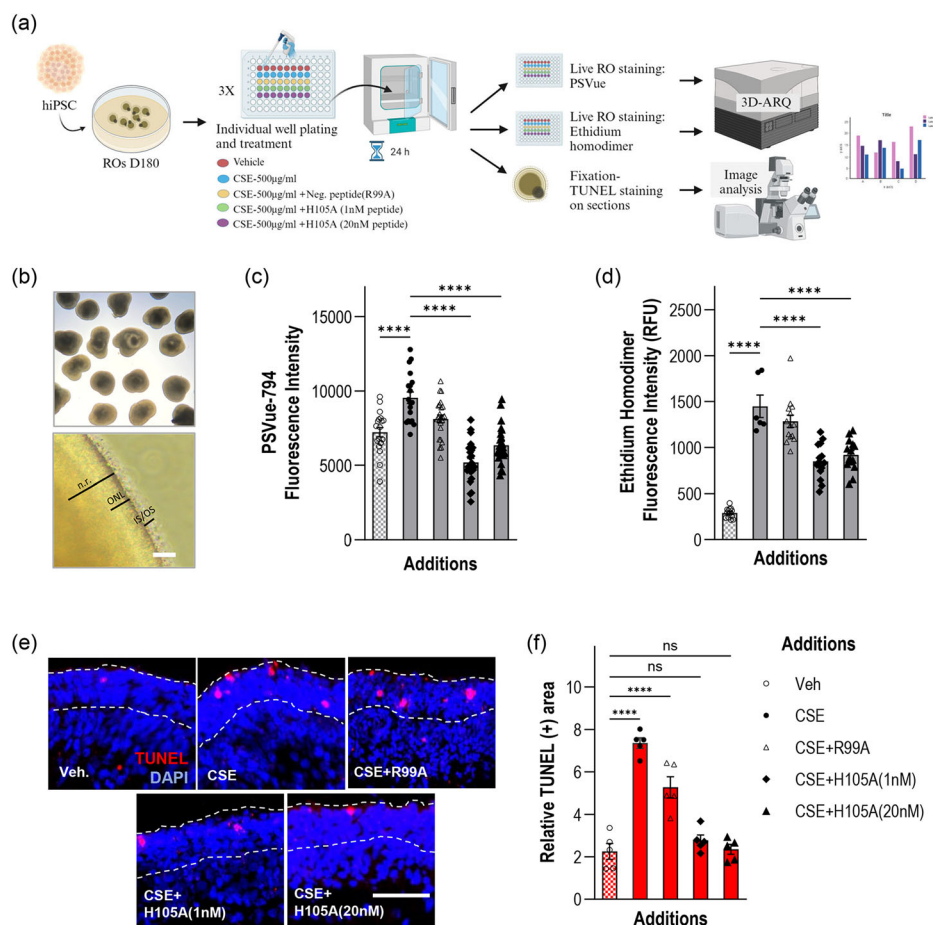 (a)
hiPSC
ROs D180
3X
Individual well plating
and treatment
Vehicle
CSE-500µg/ml
CSE-500µg/ml +Neg. peptide(R99A)
CSE-500µg/ml +H105A (1nM peptide)
CSE-500µg/ml +H105A (20nM peptide)
24 h
Live RO staining:
PSVue
Live RO staining:
Ethidium
homodimer
Fixation-
TUNEL staining
on sections
3D-ARQ
Image
analysis
Title
(b)
n.r.
ONL
IS/OS
(c)
PSVue-794
Fluorescence Intensity
15000
10000
5000
0
****
****
****
Additions
(d)
Ethidium Homodimer
Fluorescence Intensity (RFU)
2500
2000
1500
1000
500
0
****
****
****
Additions
(e)
TUNEL
DAPI
Veh.
CSE
CSE+R99A
CSE+
H105A(1nM)
CSE+
H105A(20nM)
(f)
Relative TUNEL (+) area
10
8
6
4
2
0
ns
ns
****
****
Additions
Additions
Veh
CSE
CSE+R99A
CSE+H105A(1nM)
CSE+H105A(20nM)